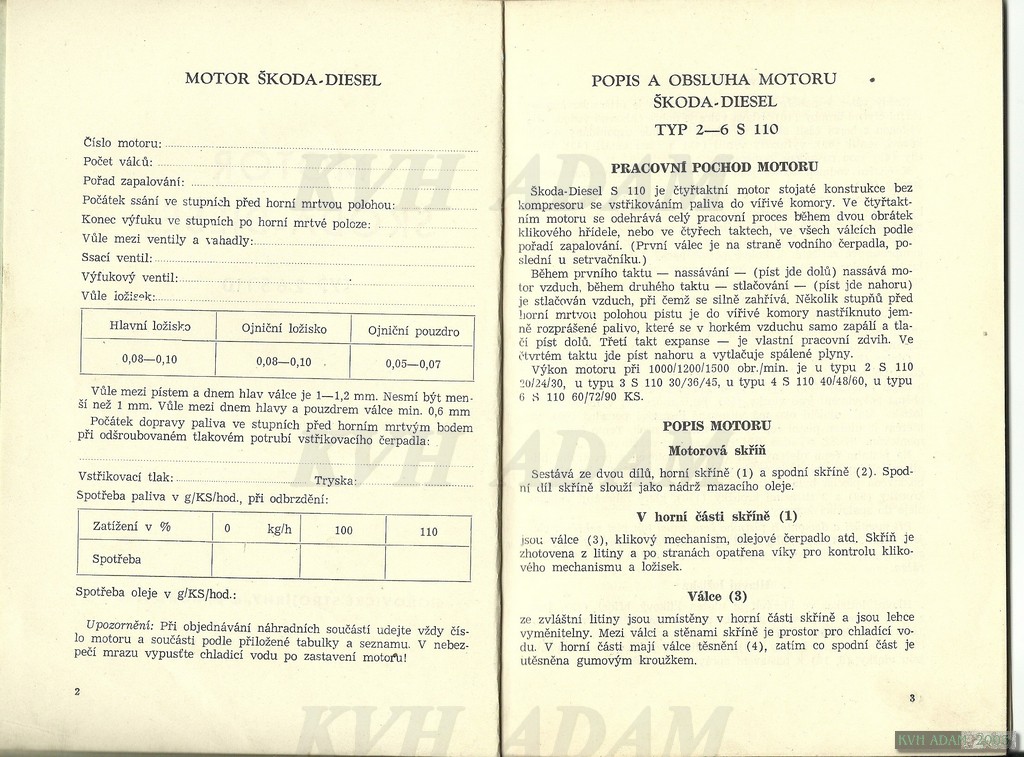 MOTOR ŠKODA-DIESEL
Číslo motoru:
Počet válců:
Pořad zapalování:
Počátek ssání ve stupních před horní mrtvou polohou:
Konec výfuku ve stupních po horní mrtvé poloze:
Vůle mezi ventily a vahadly:
Ssací ventil:
Výfukový ventil:
Vůle ložisek:
Hlavní ložisko Ojniční ložisko Ojniční pouzdro
0,08—0,10 0,08—0,10 0,05—0,07
Vůle mezi pístem a dnem hlav válce je 1—1,2 mm. Nesmí být men-
ší než 1 mm. Vůle mezi dnem hlavy a pouzdrem válce min. 0,6 mm
Počátek dopravy paliva ve stupních před horním mrtvým bodem
při odšroubovaném tlakovém potrubí vstřikovacího čerpadla:
Vstřikovací tlak: Tryska:
Spotřeba paliva v g/KS/hod., při odbrzdění:
Zatížení v % 0 kg/h 100 110
Spotřeba
Spotřeba oleje v g/KS/hod.:
Upozornění: Při objednávání náhradních součástí udejte vždy čís-
lo motoru a součásti podle přiložené tabulky a seznamu. V nebez-
pečí mrazu vypusťte chladicí vodu po zastavení motoru!
2
POPIS A OBSLUHA MOTORU
ŠKODA-DIESEL
TYP 2—6 S 110
PRACOVNÍ POCHOD MOTORU
Škoda-Diesel S 110 je čtyřtaktní motor stojaté konstrukce bez
kompresoru se vstřikováním paliva do vířivé komory. Ve čtyřtakt-
ním motoru se odehrává celý pracovní proces během dvou obrátek
klikového hřídele, nebo ve čtyřech taktech, ve všech válcích podle
pořadí zapalování. (První válec je na straně vodního čerpadla, po-
slední u setrvačníku.)
Během prvního taktu — nassávání — (píst jde dolů) nassává mo-
tor vzduch, během druhého taktu — stlačování — (píst jde nahoru)
je stlačován vzduch, při čemž se silně zahřívá. Několik stupňů před
horní mrtvou polohou pístu je do vířivé komory nastříknuto jem-
ně rozprášené palivo, které se v horkém vzduchu samo zapálí a tla-
čí píst dolů. Třetí takt expanse — je vlastní pracovní zdvih. Ve
čtvrtém taktu jde píst nahoru a vytlačuje spálené plyny.
Výkon motoru při 1000/1200/1500 obr./min. je u typu 2 S 110
20/24/30, u typu 3 S 110 30/36/45, u typu 4 S 110 40/48/60, u typu
6 S 110 60/72/90 KS.
POPIS MOTORU
Motorová skříň
Sestává ze dvou dílů, horní skříně (1) a spodní skříně (2). Spod-
ní díl skříně slouží jako nádrž mazacího oleje.
V horní části skříně (1)
jsou válce (3), klikový mechanism, olejové čerpadlo atd. Skříň je
zhotovena z litiny a po stranách opatřena víky pro kontrolu kliko-
vého mechanismu a ložisek.
Válce (3)
ze zvláštní litiny jsou umístěny v horní části skříně a jsou lehce
vyměnitelny. Mezi válci a stěnami skříně je prostor pro chladící vo-
du. V horní části mají válce těsnění (4), zatím co spodní část je
utěsněna gumovým kroužkem.
3
KVH ADAM
KVH ADAM
KVH ADAM
KVH ADAM